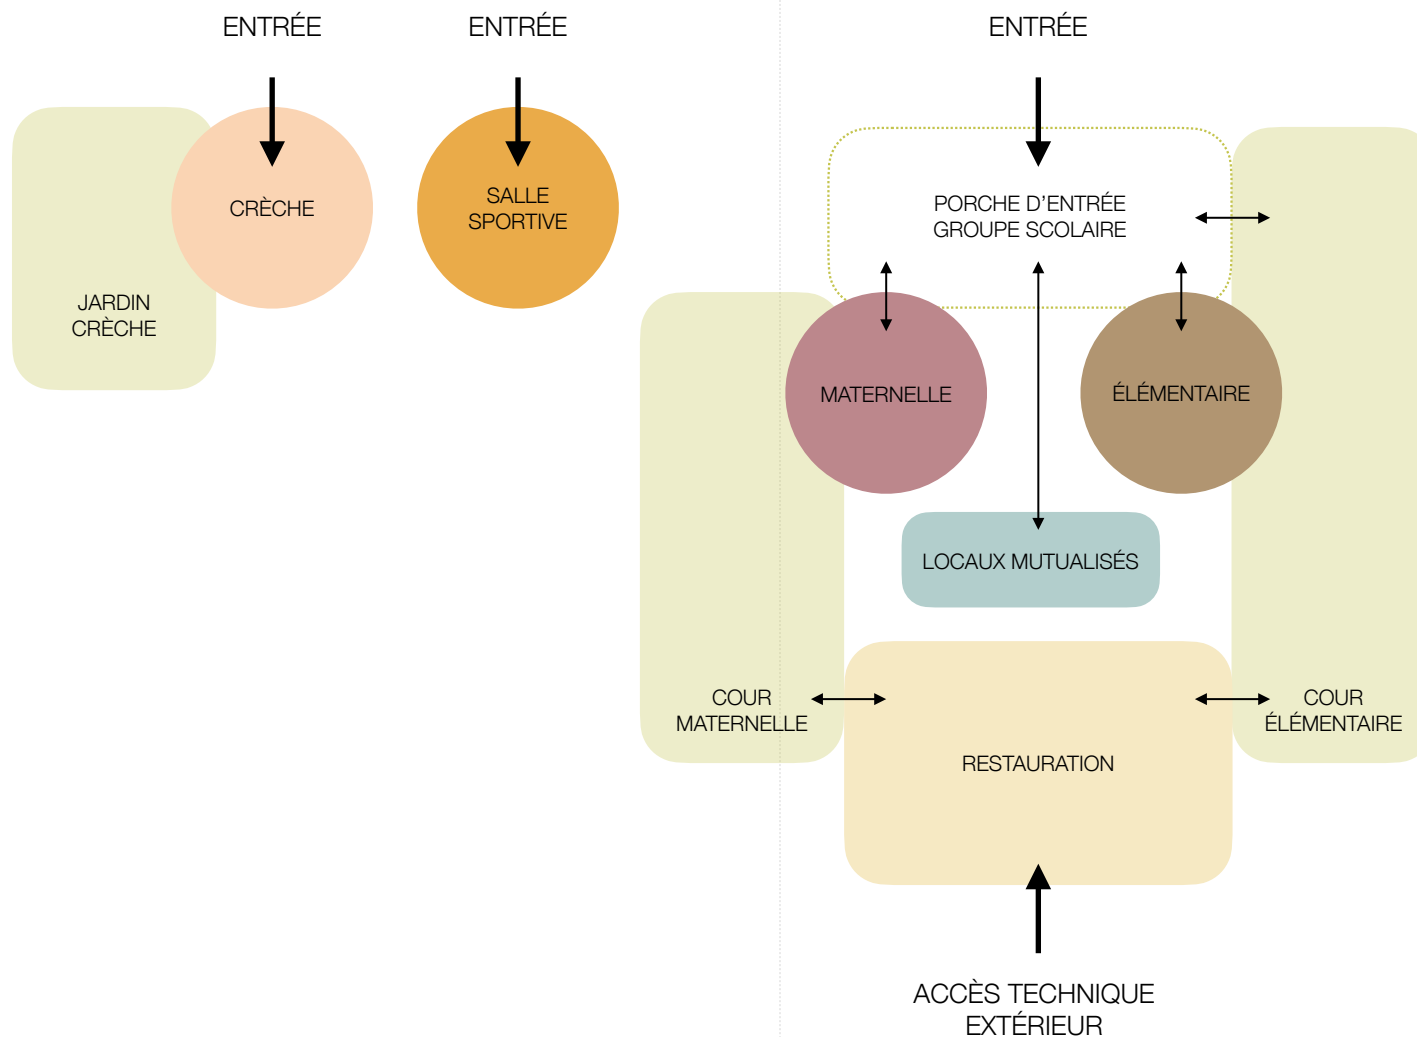 ENTRÉE
ENTRÉE
ENTRÉE
CRÈCHE
SALLE
SPORTIVE
PORCHE D'ENTRÉE
GROUPE SCOLAIRE
JARDIN
CRÈCHE
MATERNELLE
ÉLÉMENTAIRE
LOCAUX MUTUALISÉS
COUR
MATERNELLE
COUR
ÉLÉMENTAIRE
RESTAURATION
ACCÈS TECHNIQUE
EXTÉRIEUR